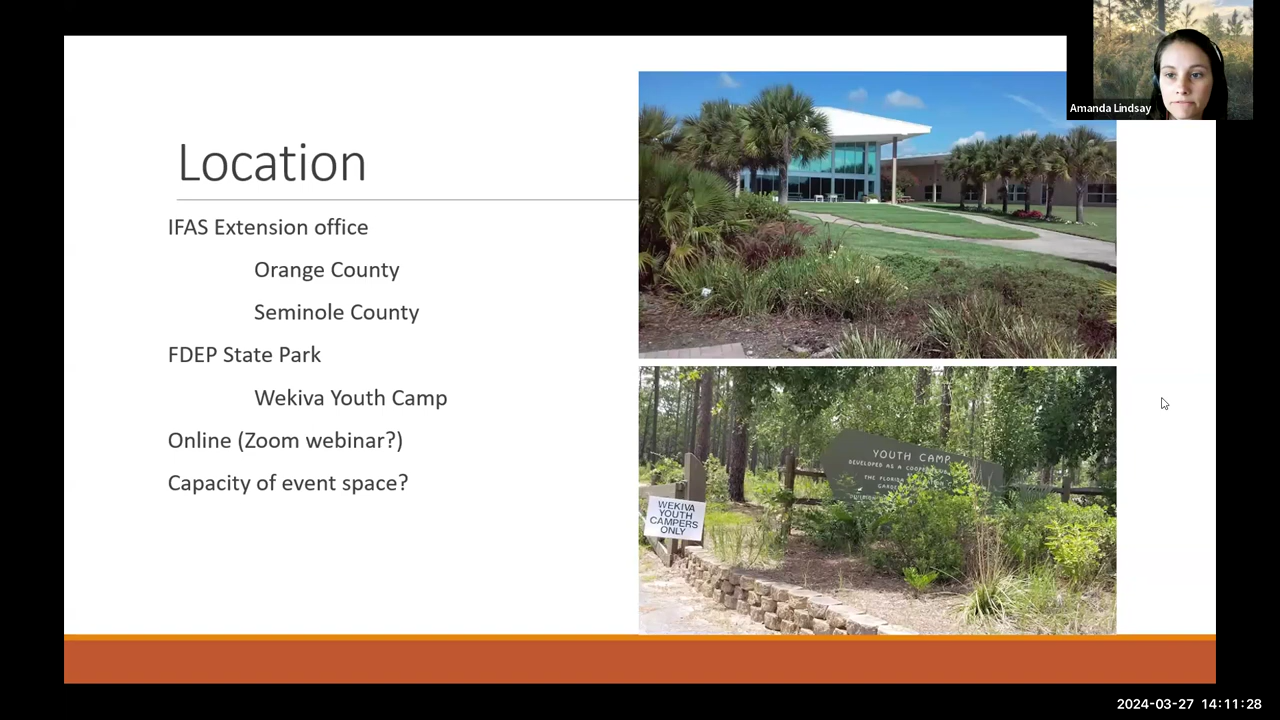 Amanda Lindsay
Location
IFAS Extension office
Orange County
Seminole County
FDEP State Park
Wekiva Youth Camp
Online (Zoom webinar?)
Capacity of event space?
YOUTH CAMP
DEVELOPED AS A
THE FLORIDA
WEKIVA
YOUTH
CAMPERS
ONLY
2024-03-27 14:11:28